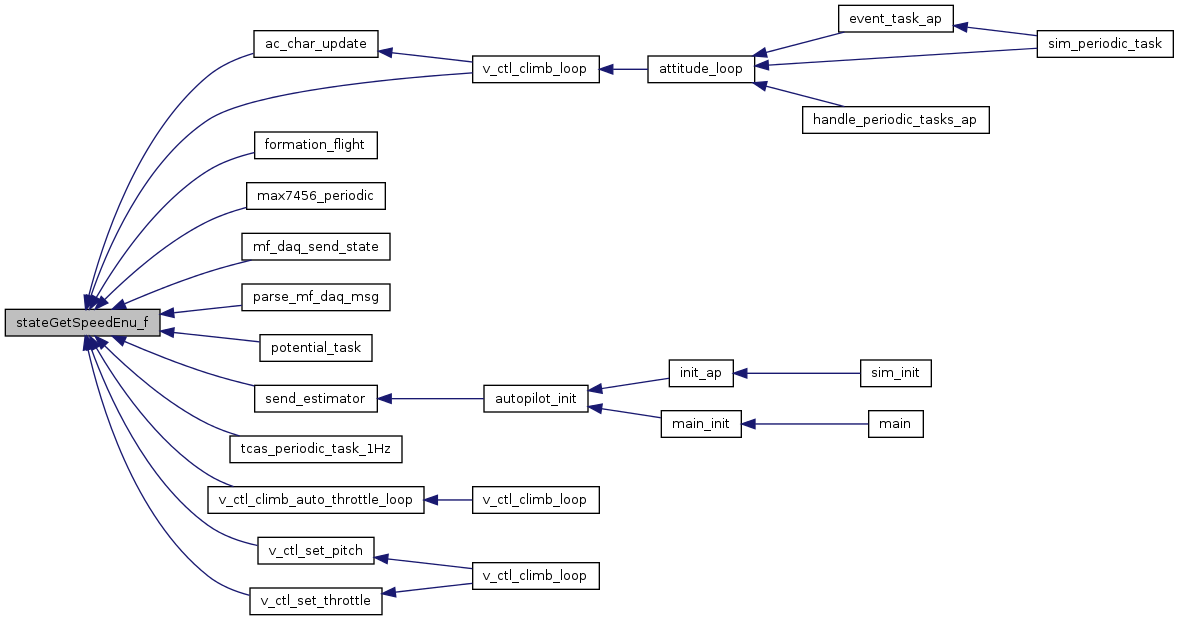 event_task_ap
ac_char_update
sim_periodic_task
v_ctl_climb_loop
attitude_loop
handle_periodic_tasks_ap
formation_flight
max7456_periodic
mf_daq_send_state
parse_mf_daq_msg
stateGetSpeedEnu_f
potential_task
init_ap
sim_init
send_estimator
autopilot_init
main_init
main
tcas_periodic_task_1Hz
v_ctl_climb_auto_throttle_loop
v_ctl_climb_loop
v_ctl_set_pitch
v_ctl_climb_loop
v_ctl_set_throttle